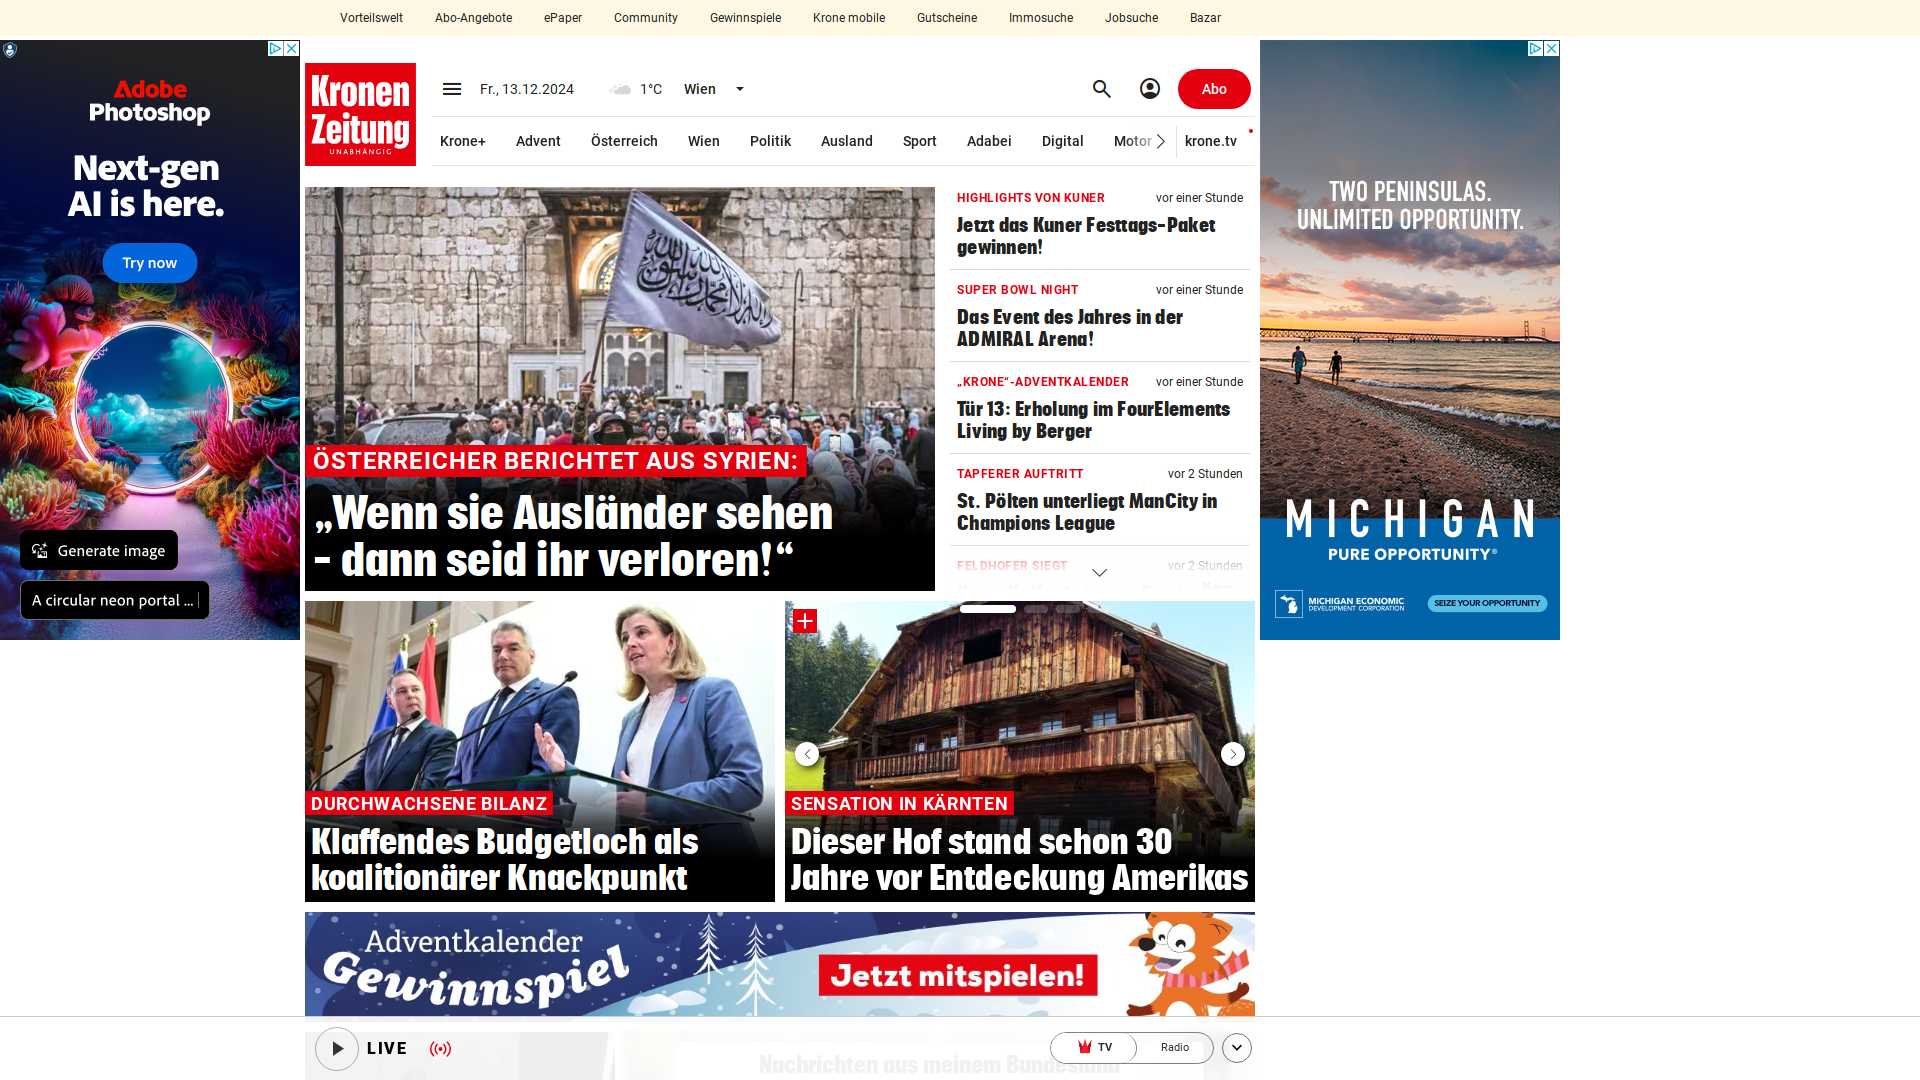 Vorteilswelt
Abo-Angebote
ePaper
Community
Gewinnspiele
Krone mobile
Gutscheine
Immosuche
Jobsuche
Bazar
Adobe
Photoshop
Next-gen
AI is here.
Try now
Generate image
A circular neon portal ...
Kronen
Zeitung
UNABHÄNGIG
Fr., 13.12.2024
1°C
Wien
Abo
Krone+
Advent
Österreich
Wien
Politik
Ausland
Sport
Adabei
Digital
Motor
krone.tv
ÖSTERREICHER BERICHTET AUS SYRIEN:
„Wenn sie Ausländer sehen
– dann seid ihr verloren!“
HIGHLIGHTS VON KUNER
vor einer Stunde
Jetzt das Kuner Festtags-Paket
gewinnen!
SUPER BOWL NIGHT
vor einer Stunde
Das Event des Jahres in der
ADMIRAL Arena!
„KRONE“-ADVENTKALENDER
vor einer Stunde
Tür 13: Erholung im FourElements
Living by Berger
TAPFERER AUFTRITT
vor 2 Stunden
St. Pölten unterliegt ManCity in
Champions League
FELDHOFER SIEGT
vor 2 Stunden
TWO PENINSULAS.
UNLIMITED OPPORTUNITY.
MICHIGAN
PURE OPPORTUNITY®
MICHIGAN ECONOMIC
DEVELOPMENT CORPORATION
SEIZE YOUR OPPORTUNITY
DURCHWACHSENE BILANZ
Klaffendes Budgetloch als
koalitionärer Knackpunkt
SENSATION IN KÄRNTEN
Dieser Hof stand schon 30
Jahre vor Entdeckung Amerikas
Adventkalender
Gewinnspiel
Jetzt mitspielen!
LIVE
TV
Radio
Nachrichten aus meinem Bundesland